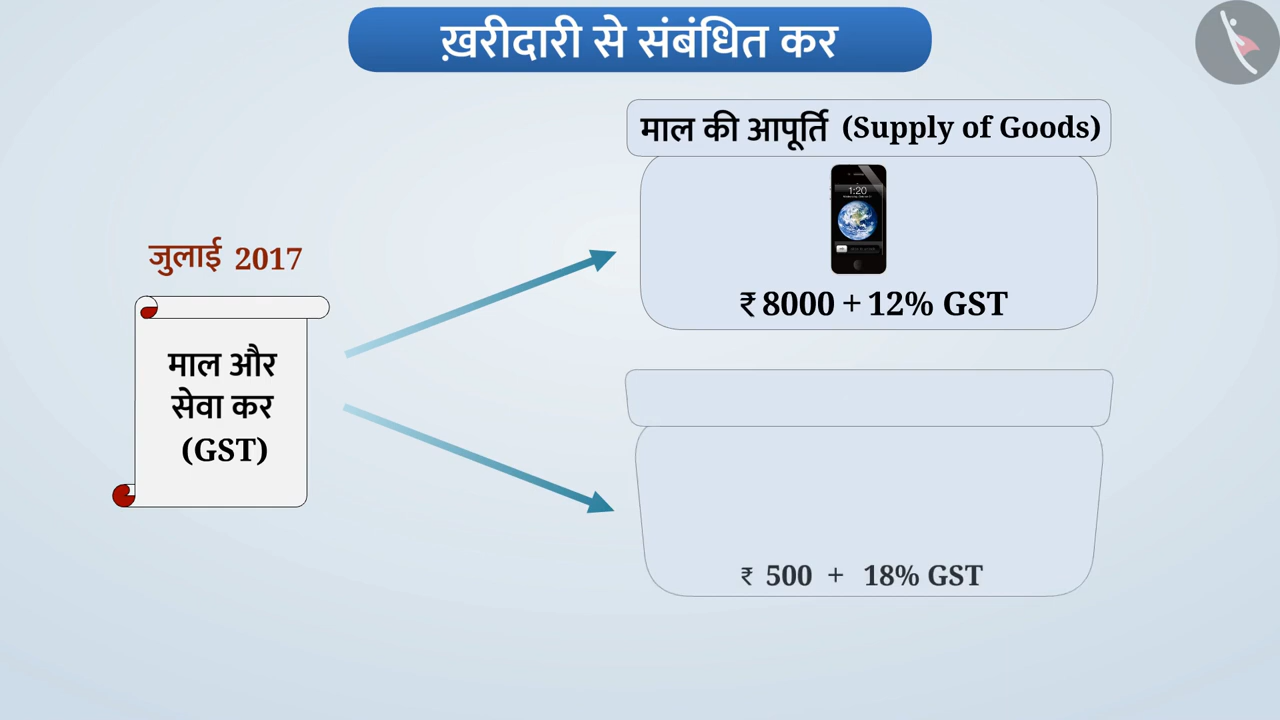 ख़रीदारी से संबंधित कर
माल की आपूर्ति (Supply of Goods)
1:20
₹ 8000 + 12% GST
जुलाई 2017
माल और
सेवा कर
(GST)
₹ 500 + 18% GST